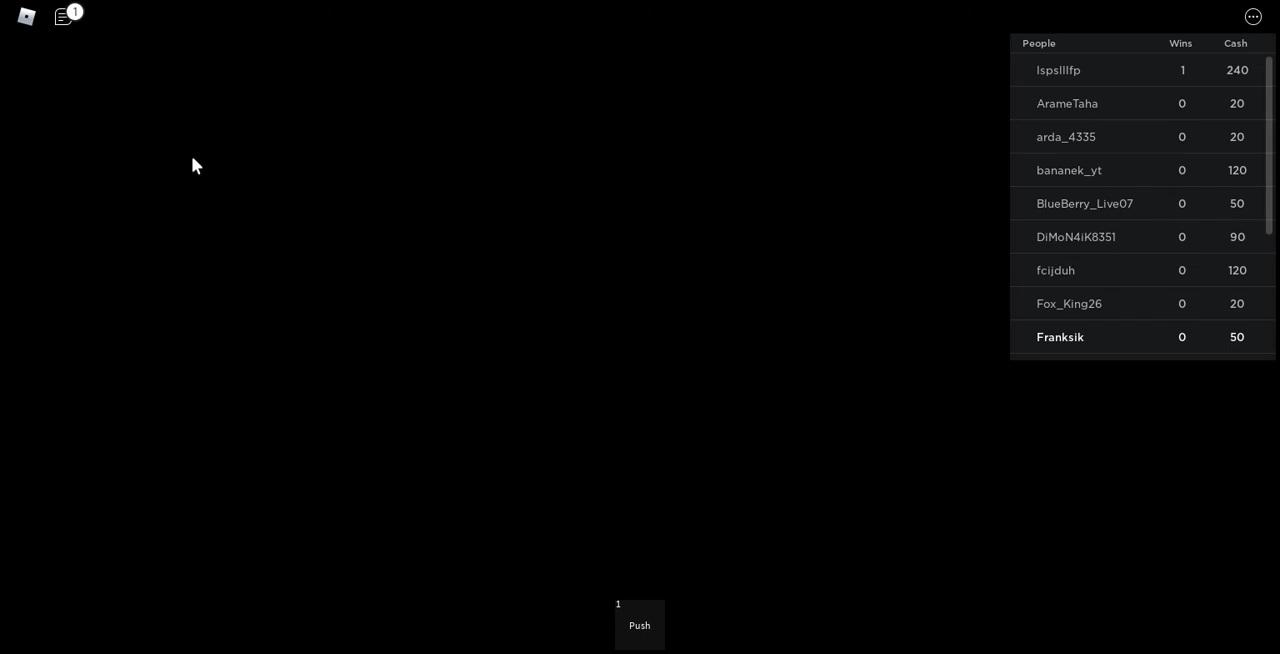 1
People Wins Cash
lspslllfp 1 240
ArameTaha 0 20
arda_4335 0 20
bananek_yt 0 120
BlueBerry_Live07 0 50
DiMoN4iK8351 0 90
fcijduh 0 120
Fox_King26 0 20
Franksik 0 50
1
Push